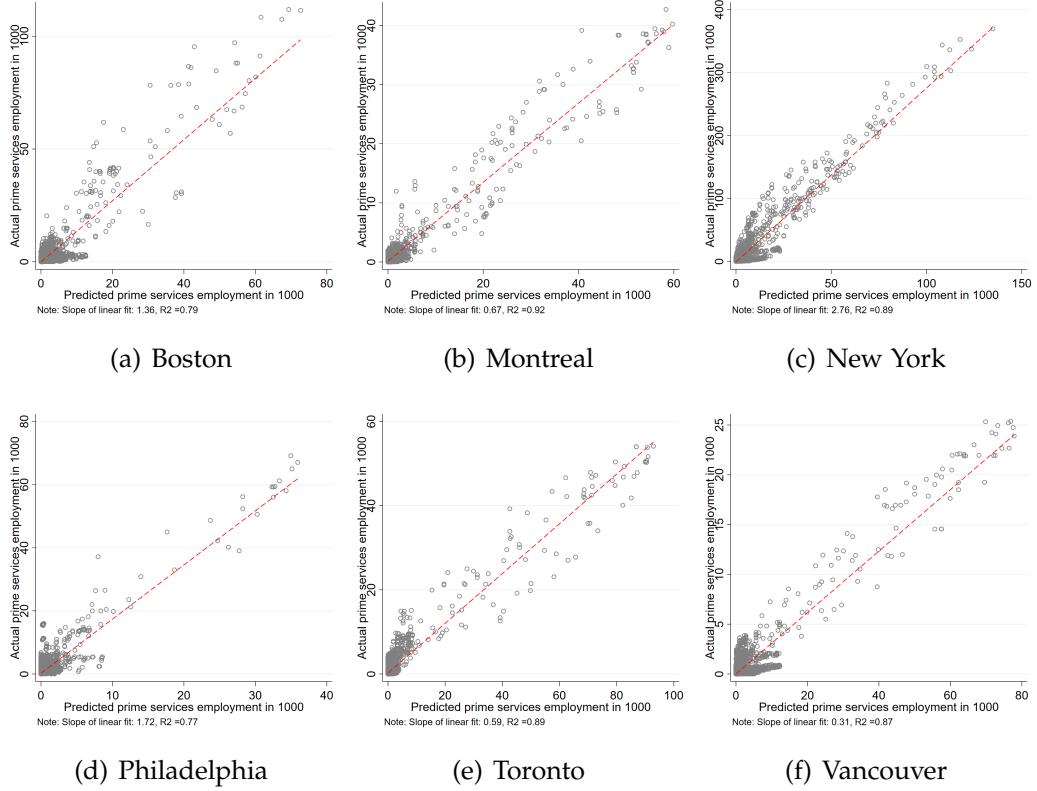 Actual prime services employment in 1000
0
50
100
0
20
40
60
80
Predicted prime services employment in 1000
Note: Slope of linear fit: 1.36, R2 =0.79
(a) Boston
Actual prime services employment in 1000
0
10
20
30
40
0
20
40
60
Predicted prime services employment in 1000
Note: Slope of linear fit: 0.67, R2 =0.92
(b) Montreal
Actual prime services employment in 1000
0
100
200
300
400
0
50
100
150
Predicted prime services employment in 1000
Note: Slope of linear fit: 2.76, R2 =0.89
(c) New York
Actual prime services employment in 1000
0
20
40
60
80
0
10
20
30
40
Predicted prime services employment in 1000
Note: Slope of linear fit: 1.72, R2 =0.77
(d) Philadelphia
Actual prime services employment in 1000
0
20
40
60
0
20
40
60
80
100
Predicted prime services employment in 1000
Note: Slope of linear fit: 0.59, R2 =0.89
(e) Toronto
Actual prime services employment in 1000
0
5
10
15
20
25
0
20
40
60
80
Predicted prime services employment in 1000
Note: Slope of linear fit: 0.31, R2 =0.87
(f) Vancouver